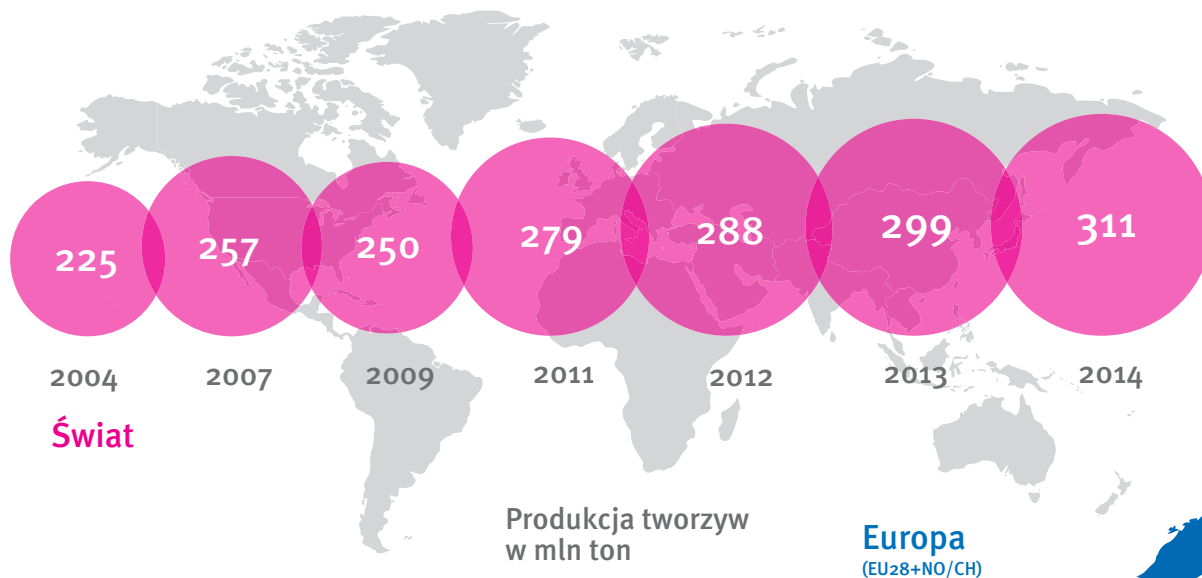 225 257 250 279 288 299 311
2004 2007 2009 2011 2012 2013 2014
Świat
Produkcja tworzyw
w mln ton
Europa
(EU28+NO/CH)